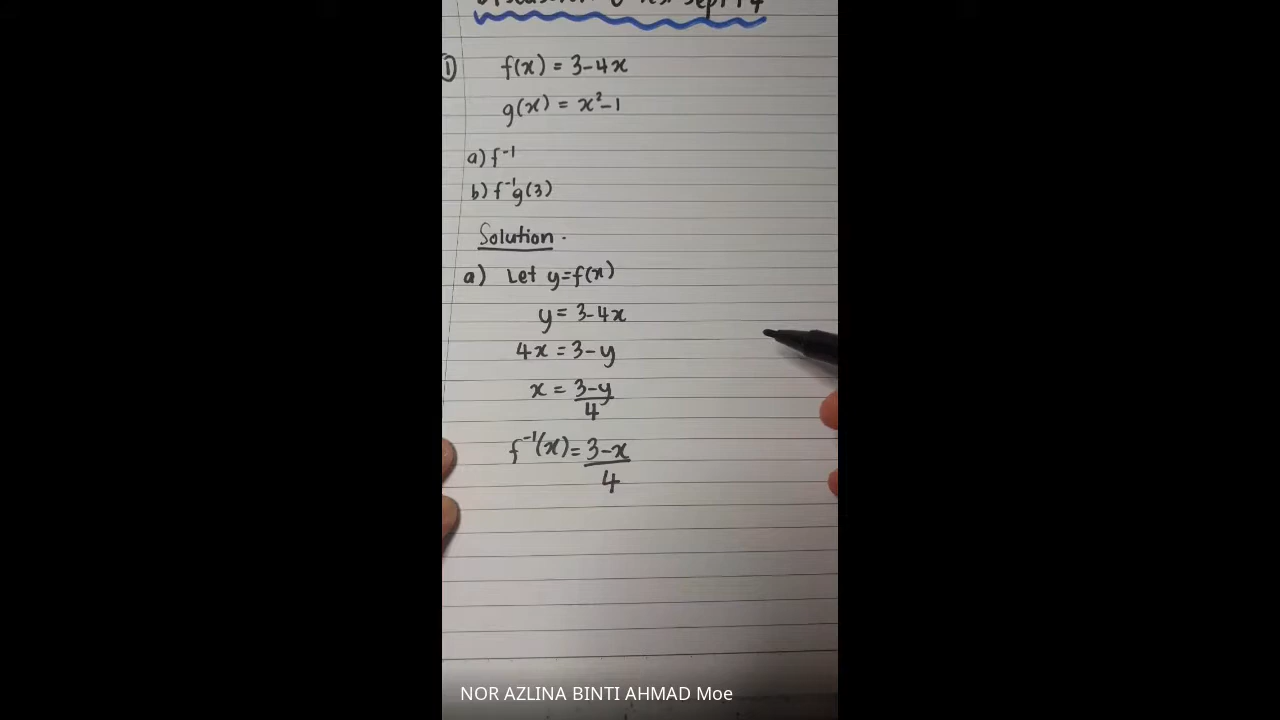 ① f(x) = 3-4x
g(x) = x²-1
a) f⁻¹
b) f⁻¹g(3)
Solution.
a) Let y=f(x)
y = 3-4x
4x = 3-y
x = 3-y
4
f⁻¹(x) = 3-x
4
NOR AZLINA BINTI AHMAD Moe